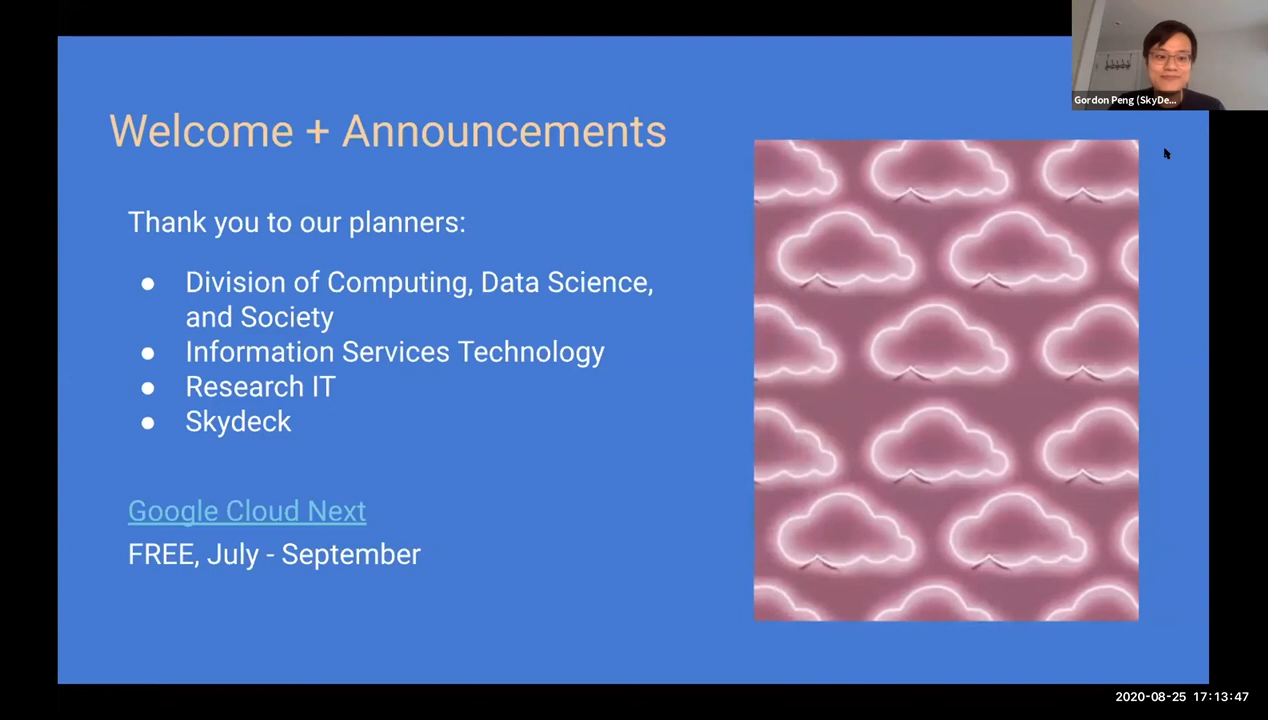 Gordon Peng (SkyDe...
Welcome + Announcements
Thank you to our planners:
● Division of Computing, Data Science,
and Society
● Information Services Technology
● Research IT
● Skydeck
Google Cloud Next
FREE, July - September
2020-08-25 17:13:47